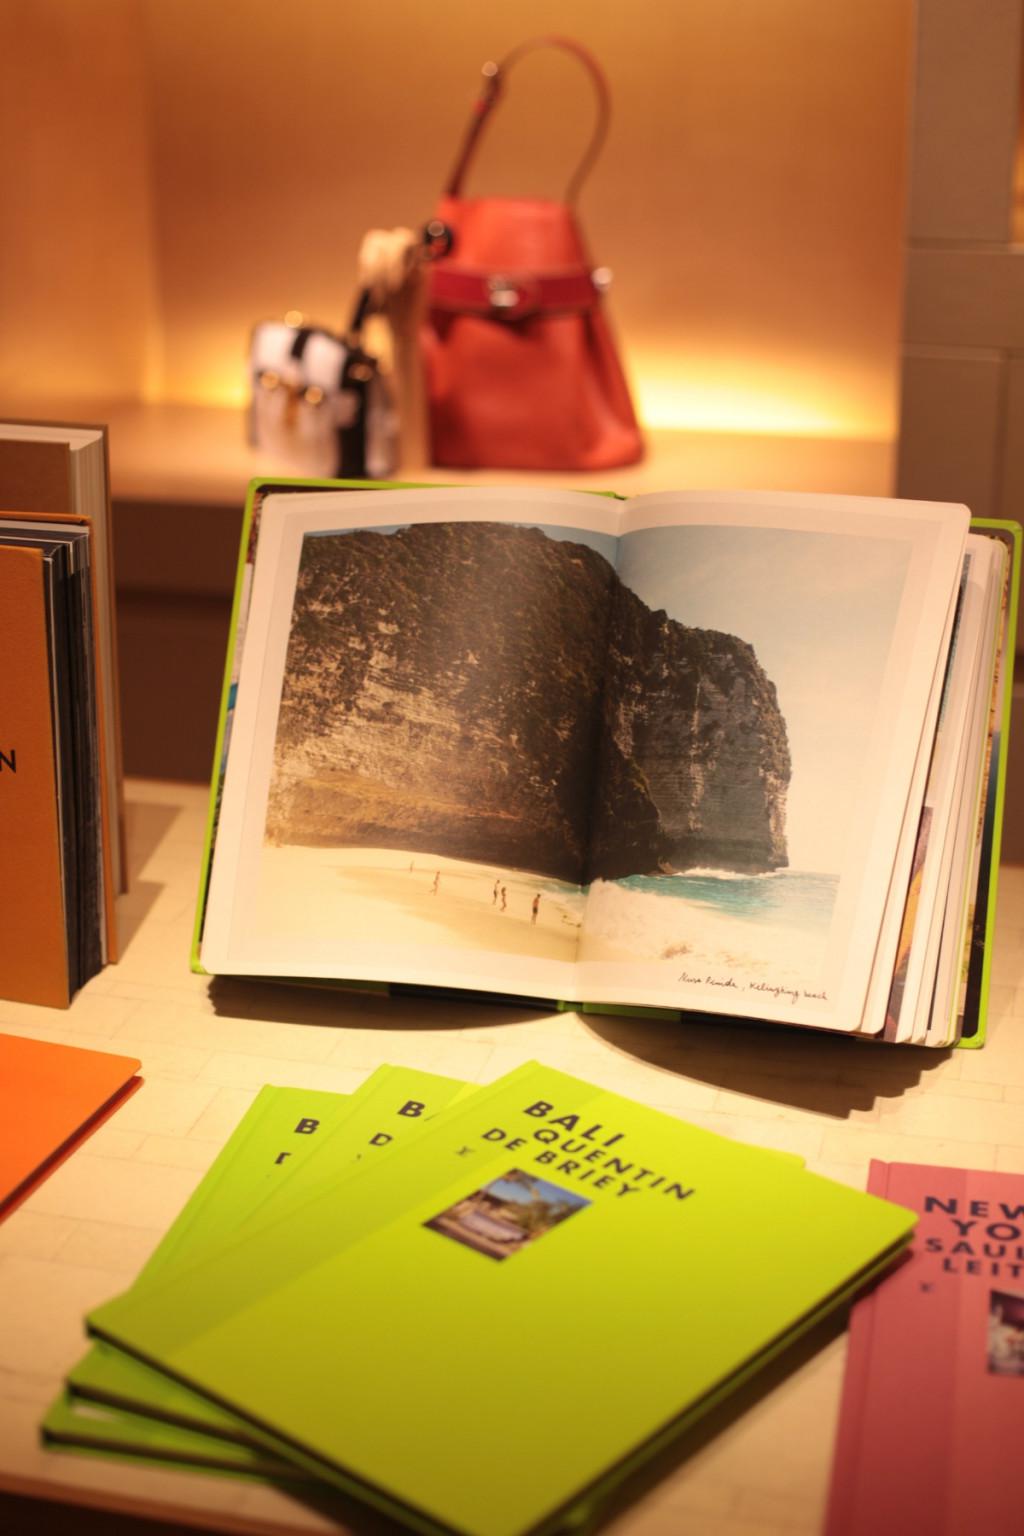 N
Nusa Penida, Kelingking beach
B
D
B
BALI
QUENTIN
DE BRIEY
NEW
YO
SAUL
LEIT